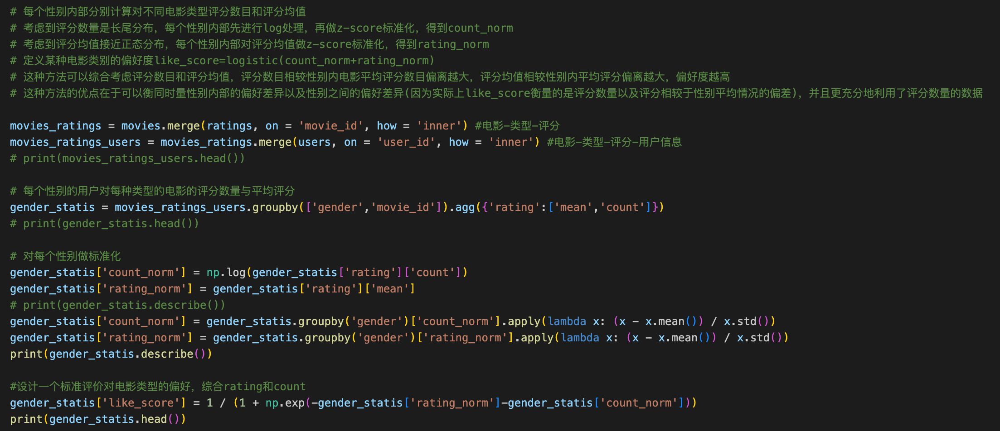 # 每个性别内部分别计算对不同电影类型评分数目和评分均值
# 考虑到评分数量是长尾分布，每个性别内部先进行log处理，再做z-score标准化，得到count_norm
# 考虑到评分均值接近正态分布，每个性别内部对评分均值做z-score标准化，得到rating_norm
# 定义某种电影类别的偏好度like_score=logistic(count_norm+rating_norm)
# 这种方法可以综合考虑评分数目和评分均值，评分数目相较性别内电影平均评分数目偏离越大，评分均值相较性别内平均评分偏离越大，偏好度越高
# 这种方法的优点在于可以衡同时量性别内部的偏好差异以及性别之间的偏好差异(因为实际上like_score衡量的是评分数量以及评分相较于性别平均情况的偏差)，并且更充分地利用了评分数量的数据
movies_ratings = movies.merge(ratings, on = 'movie_id', how = 'inner') #电影-类型-评分
movies_ratings_users = movies_ratings.merge(users, on = 'user_id', how = 'inner') #电影-类型-评分-用户信息
# print(movies_ratings_users.head())
# 每个性别的用户对每种类型的电影的评分数量与平均评分
gender_statis = movies_ratings_users.groupby(['gender','movie_id']).agg({'rating':['mean','count']})
# print(gender_statis.head())
# 对每个性别做标准化
gender_statis['count_norm'] = np.log(gender_statis['rating']['count'])
gender_statis['rating_norm'] = gender_statis['rating']['mean']
# print(gender_statis.describe())
gender_statis['count_norm'] = gender_statis.groupby('gender')['count_norm'].apply(lambda x: (x - x.mean()) / x.std())
gender_statis['rating_norm'] = gender_statis.groupby('gender')['rating_norm'].apply(lambda x: (x - x.mean()) / x.std())
print(gender_statis.describe())
#设计一个标准评价对电影类型的偏好，综合rating和count
gender_statis['like_score'] = 1 / (1 + np.exp(-gender_statis['rating_norm']-gender_statis['count_norm']))
print(gender_statis.head())